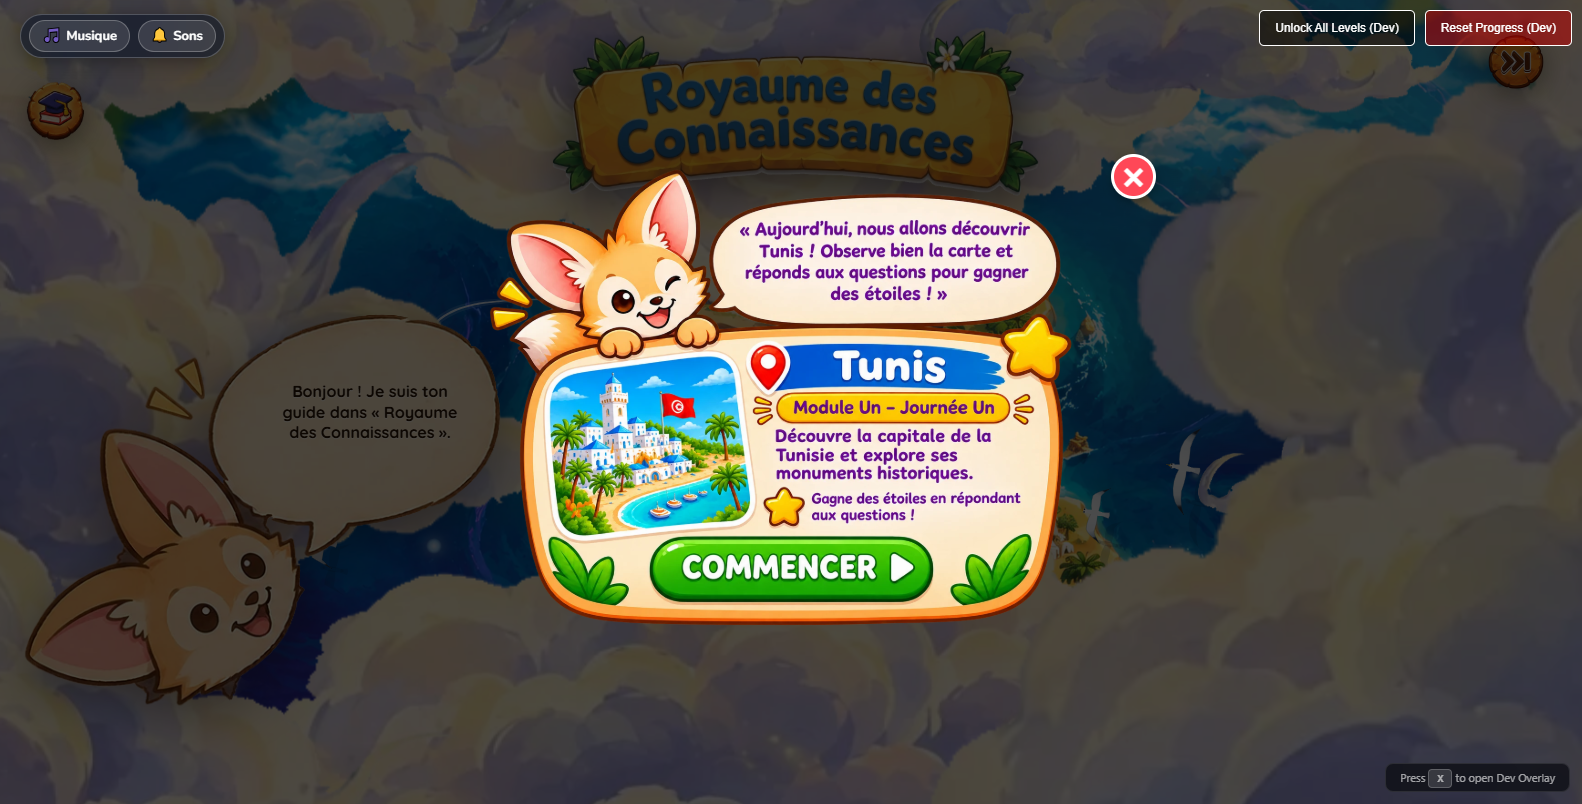 Musique
Sons
Unlock All Levels (Dev)
Reset Progress (Dev)
Royaume des
Connaissances
« Aujourd'hui, nous allons découvrir
Tunis ! Observe bien la carte et
réponds aux questions pour gagner
des étoiles ! »
Bonjour ! Je suis ton
guide dans « Royaume
des Connaissances ».
Tunis
Module Un – Journée Un
Découvre la capitale de la
Tunisie et explore ses
monuments historiques.
Gagne des étoiles en répondant
aux questions !
COMMENCER
Press x to open Dev Overlay